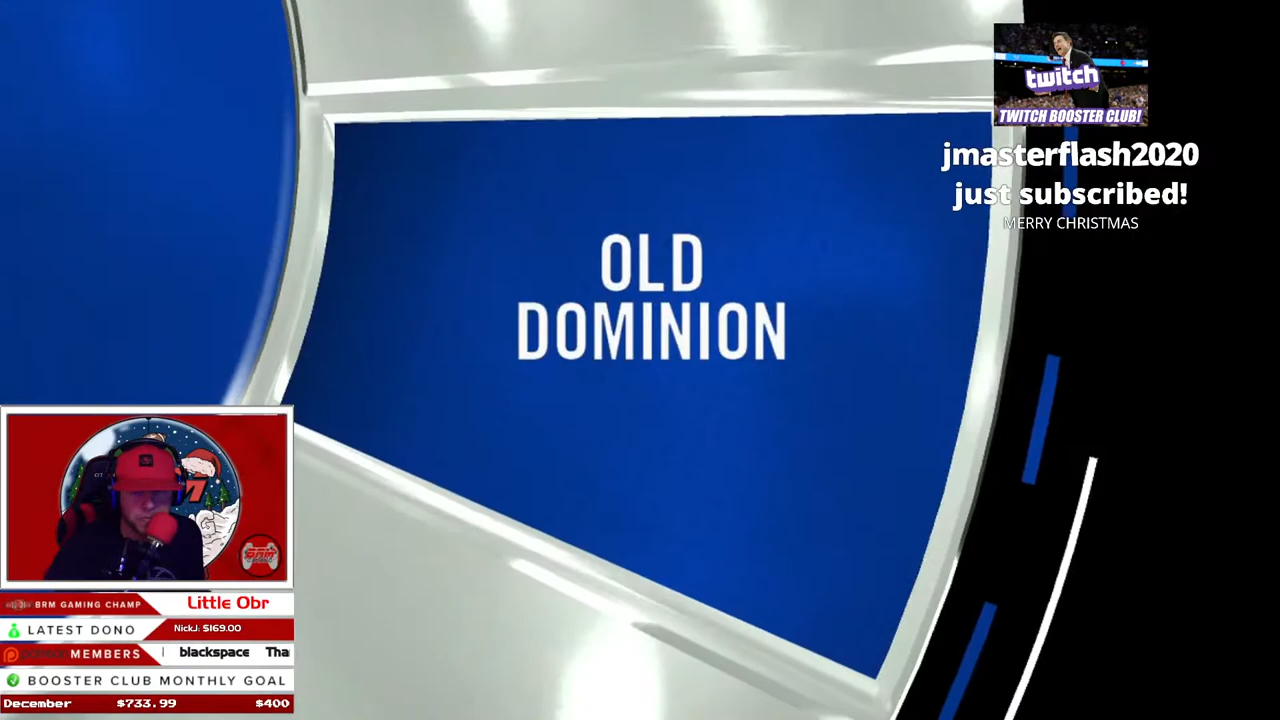 twitch
TWITCH BOOSTER CLUB!
jmasterflash2020
just subscribed!
MERRY CHRISTMAS
OLD
DOMINION
BRM GAMING CHAMP
Little Obr
LATEST DONO
NickJ: $169.00
MEMBERS
blackspace Tha
BOOSTER CLUB MONTHLY GOAL
December $733.99 $400